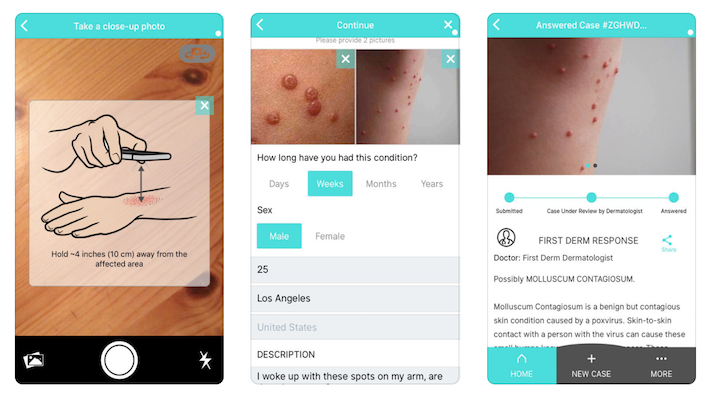 Take a close-up photo
Hold ~4 inches (10 cm) away from the
affected area
Continue
Please provide 2 pictures
How long have you had this condition?
Days
Weeks
Months
Years
Sex
Male
Female
25
Los Angeles
United States
DESCRIPTION
I woke up with these spots on my arm, are
Answered Case #ZGHWD...
Submitted
Case Under Review by Dermatologist
Answered
FIRST DERM RESPONSE
Share
Doctor: First Derm Dermatologist
Possibly MOLLUSCUM CONTAGIOSUM.
Molluscum Contagiosum is a benign but contagious
skin condition caused by a poxvirus. Skin-to-skin
contact with a person with the virus can cause these
HOME
NEW CASE
MORE